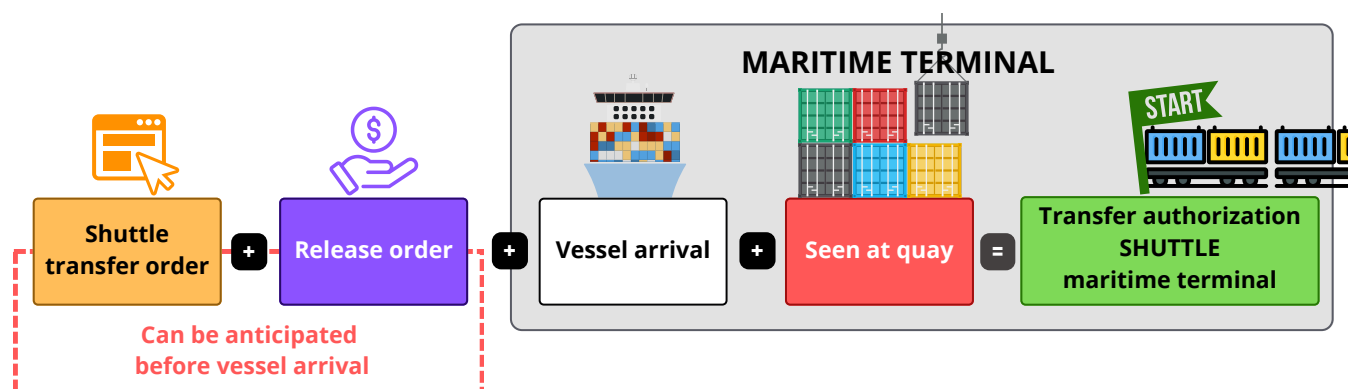 MARITIME TERMINAL
START
$
Shuttle
transfer order
+
Release order
+
Vessel arrival
+
Seen at quay
=
Transfer authorization
SHUTTLE
maritime terminal
Can be anticipated
before vessel arrival